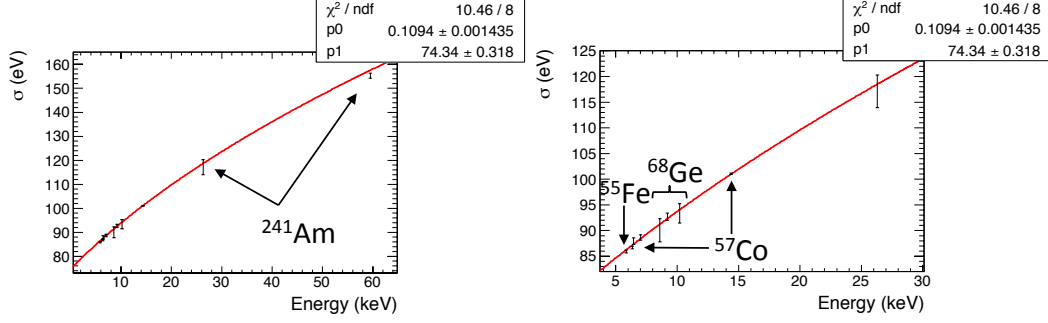 χ² / ndf 10.46 / 8
p0 0.1094 ± 0.001435
p1 74.34 ± 0.318
σ (eV)
160
150
140
130
120
110
100
90
80
²⁴¹Am
10 20 30 40 50 60
Energy (keV)
χ² / ndf 10.46 / 8
p0 0.1094 ± 0.001435
p1 74.34 ± 0.318
σ (eV)
125
120
115
110
105
100
95
90
85
⁶⁸Ge
⁵⁵Fe
⁵⁷Co
5 10 15 20 25 30
Energy (keV)